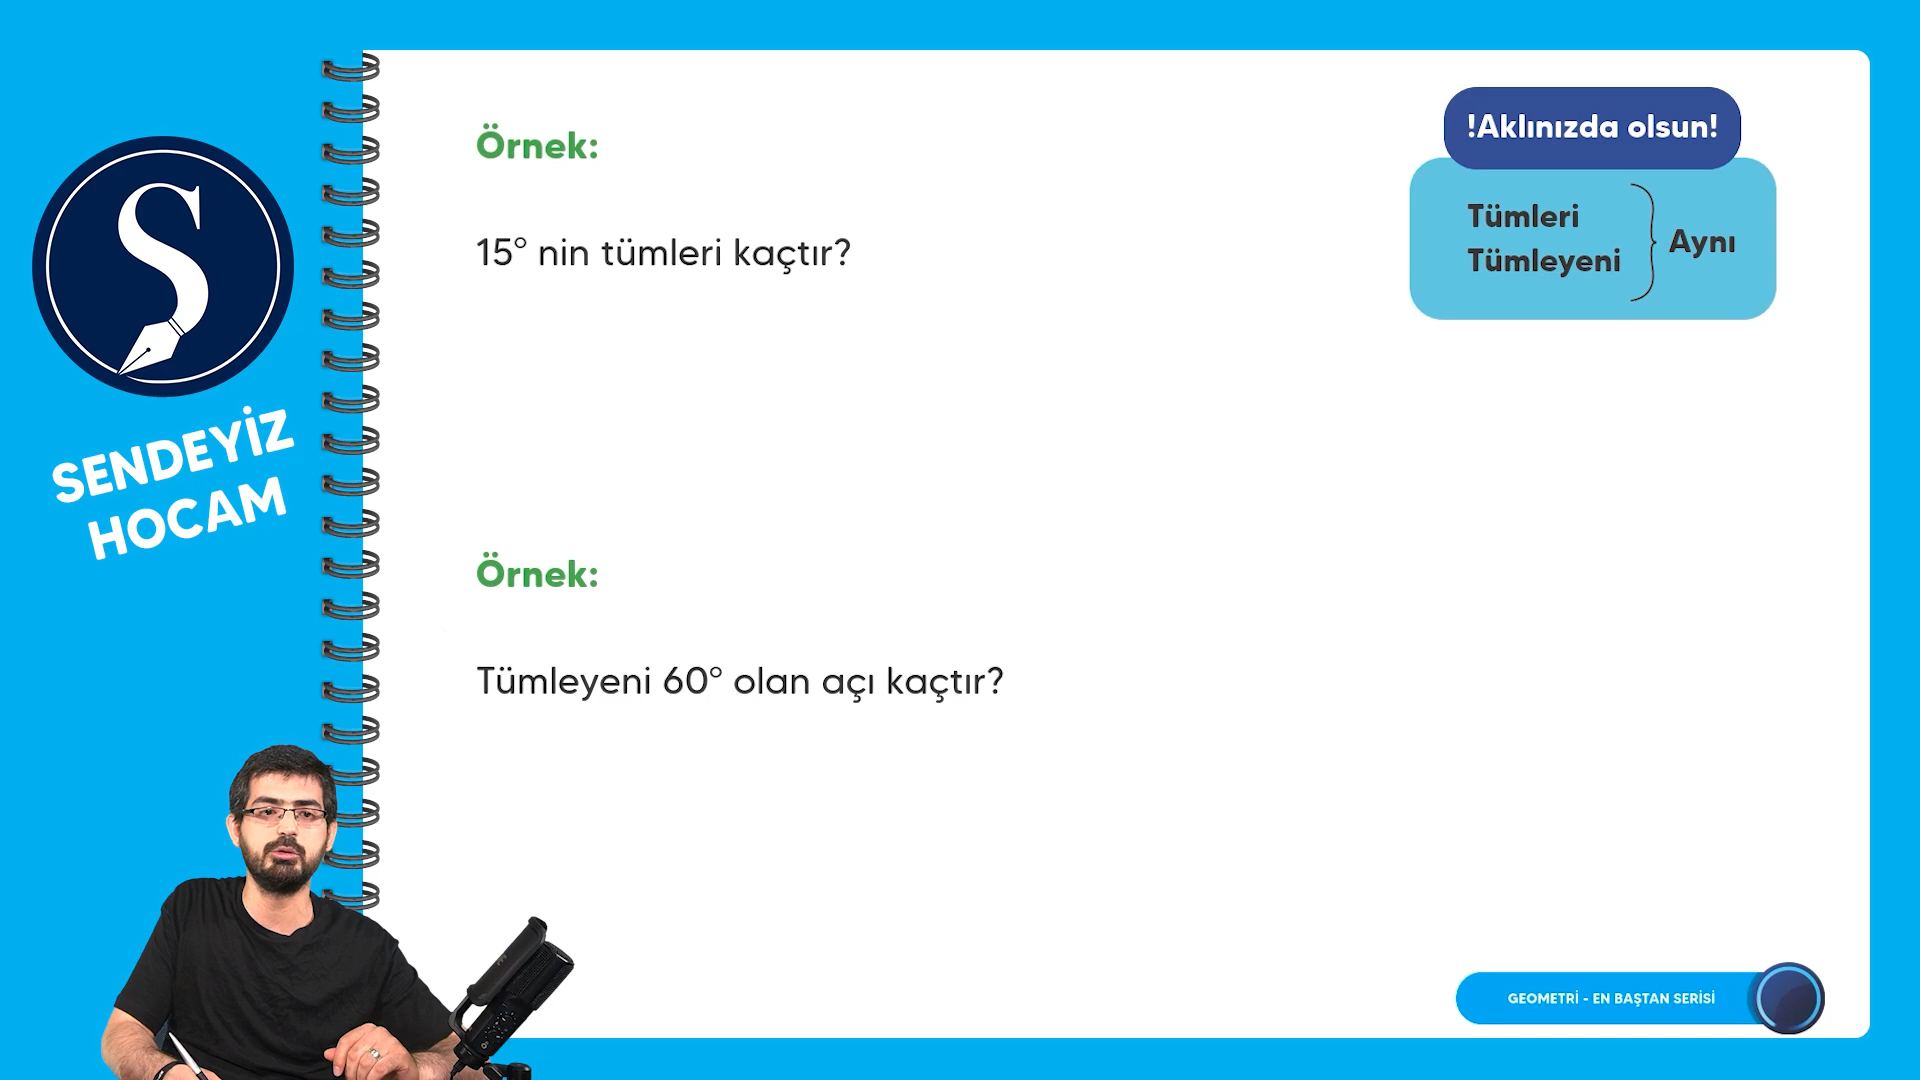 SENDEYİZ
HOCAM
Örnek:
15° nin tümleri kaçtır?
!Aklınızda olsun!
Tümleri
Tümleyeni
Aynı
Örnek:
Tümleyeni 60° olan açı kaçtır?
GEOMETRİ - EN BAŞTAN SERİSİ